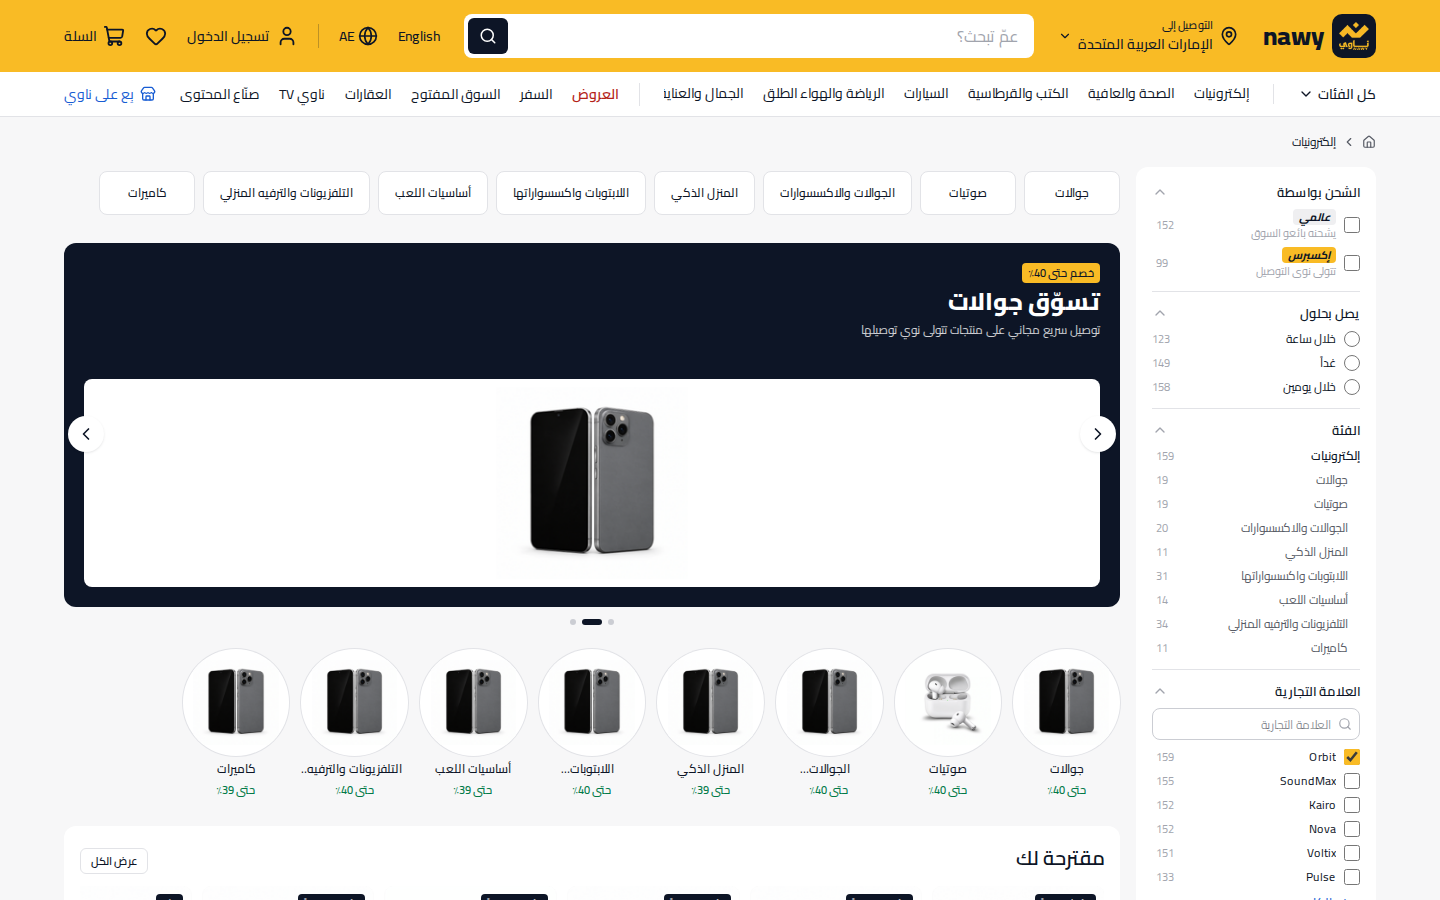 nawy
التوصيل إلى
الإمارات العربية المتحدة
عمّ تبحث؟
English
AE
تسجيل الدخول
السلة
كل الفئات
إلكترونيات
الصحة والعافية
الكتب والقرطاسية
السيارات
الرياضة والهواء الطلق
الجمال والعناية
العروض
السفر
السوق المفتوح
العقارات
ناوي TV
صنّاع المحتوى
بع على ناوي
إلكترونيات
الشحن بواسطة
عالمي
152
يشحنه بائعو السوق
إكسبرس
99
تتولى نوي التوصيل
يصل بحلول
خلال ساعة
123
غداً
149
خلال يومين
158
الفئة
إلكترونيات
159
جوالات
19
صوتيات
19
الجوالات والاكسسوارات
20
المنزل الذكي
11
اللابتوبات واكسسواراتها
31
أساسيات اللعب
14
التلفزيونات والترفيه المنزلي
34
كاميرات
11
العلامة التجارية
العلامة التجارية
Orbit
159
SoundMax
155
Kairo
152
Nova
152
Voltix
151
Pulse
133
جوالات
صوتيات
الجوالات والاكسسوارات
المنزل الذكي
اللابتوبات واكسسواراتها
أساسيات اللعب
التلفزيونات والترفيه المنزلي
كاميرات
خصم حتى 40٪
تسوّق جوالات
توصيل سريع مجاني على منتجات تتولى نوي توصيلها
جوالات
حتى 40٪
صوتيات
حتى 40٪
الجوالات...
حتى 40٪
المنزل الذكي
حتى 39٪
اللابتوبات...
حتى 40٪
أساسيات اللعب
حتى 39٪
التلفزيونات والترفيه...
حتى 40٪
كاميرات
حتى 39٪
مقترحة لك
عرض الكل